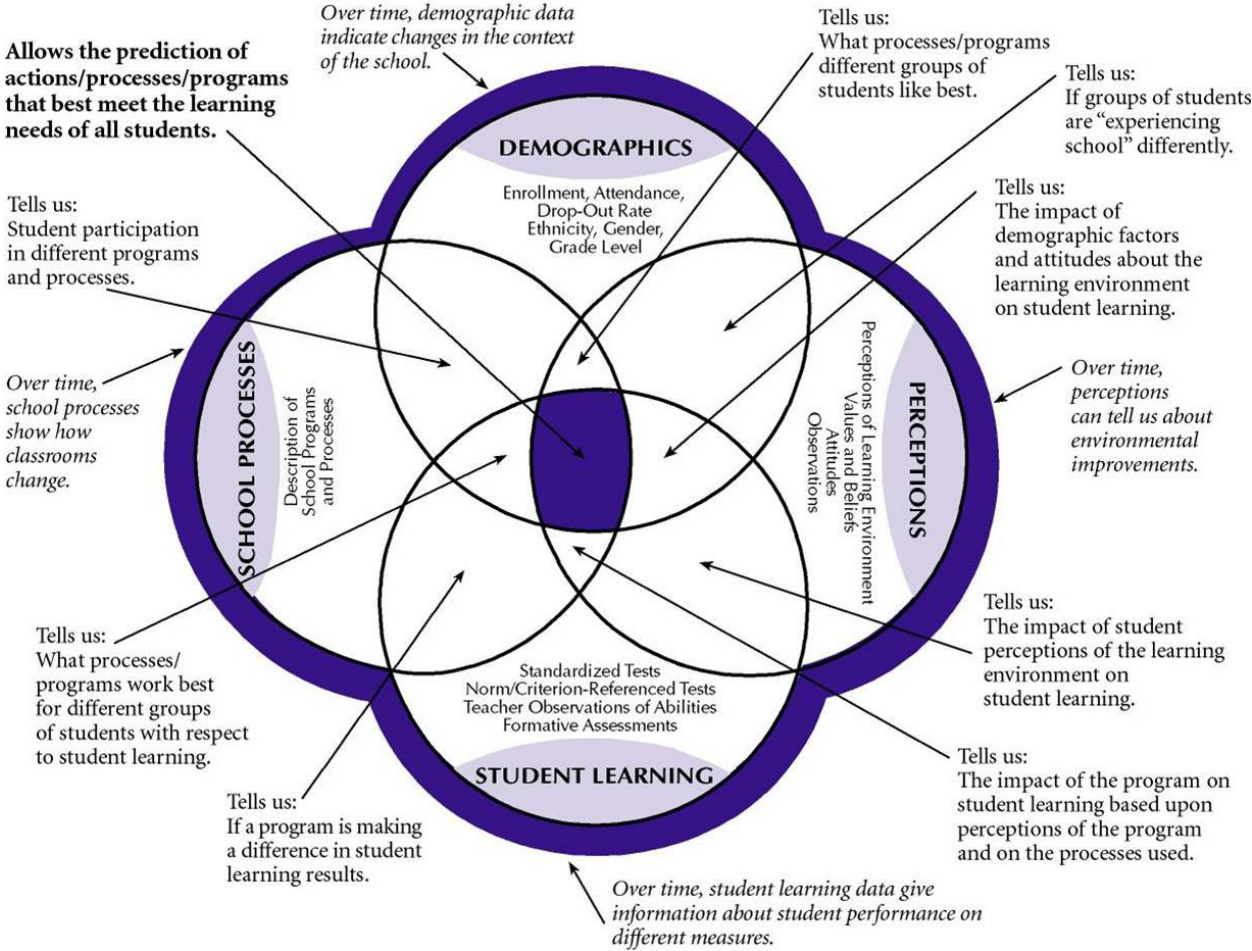 Over time, demographic data
indicate changes in the context
of the school.
Allows the prediction of
actions/processes/programs
that best meet the learning
needs of all students.
Tells us:
What processes/programs
different groups of
students like best.
Tells us:
If groups of students
are “experiencing
school” differently.
Tells us:
Student participation
in different programs
and processes.
DEMOGRAPHICS
Enrollment, Attendance,
Drop-Out Rate
Ethnicity, Gender,
Grade Level
Tells us:
The impact of
demographic factors
and attitudes about the
learning environment
on student learning.
Over time,
school processes
show how
classrooms
change.
SCHOOL PROCESSES
Description of
School Programs
and Processes
PERCEPTIONS
Perceptions of Learning Environment
Values and Beliefs
Attitudes
Observations
Over time,
perceptions
can tell us about
environmental
improvements.
Tells us:
What processes/
programs work best
for different groups
of students with respect
to student learning.
Standardized Tests
Norm/Criterion-Referenced Tests
Teacher Observations of Abilities
Formative Assessments
STUDENT LEARNING
Tells us:
The impact of student
perceptions of the learning
environment on
student learning.
Tells us:
If a program is making
a difference in student
learning results.
Tells us:
The impact of the program on
student learning based upon
perceptions of the program
and on the processes used.
Over time, student learning data give
information about student performance on
different measures.